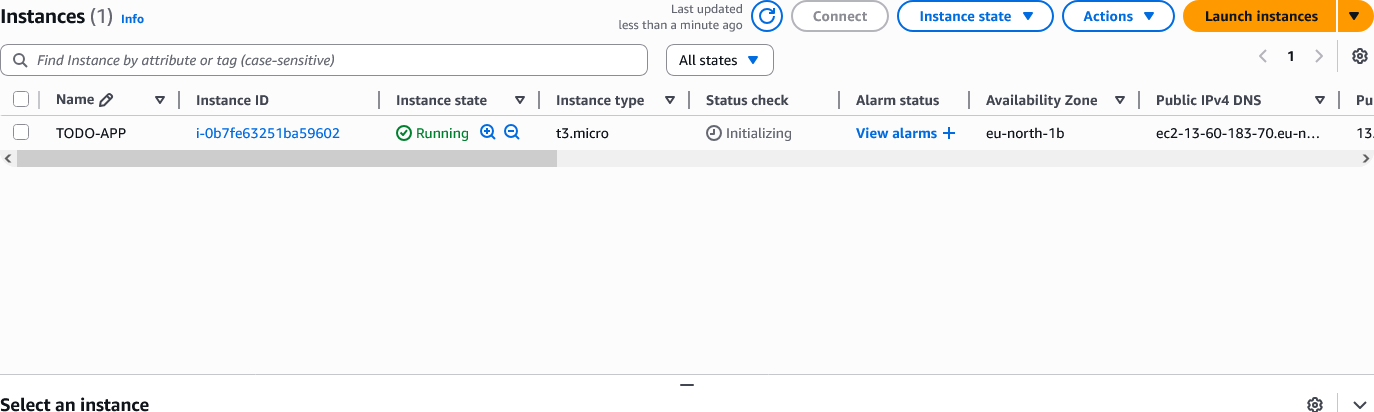 Instances (1) Info
Last updated
less than a minute ago
Connect
Instance state
Actions
Launch instances
Find Instance by attribute or tag (case-sensitive)
All states
1
Name Instance ID Instance state Instance type Status check Alarm status Availability Zone Public IPv4 DNS Pu
TODO-APP i-0b7fe63251ba59602 Running t3.micro Initializing View alarms + eu-north-1b ec2-13-60-183-70.eu-n... 13.
Select an instance